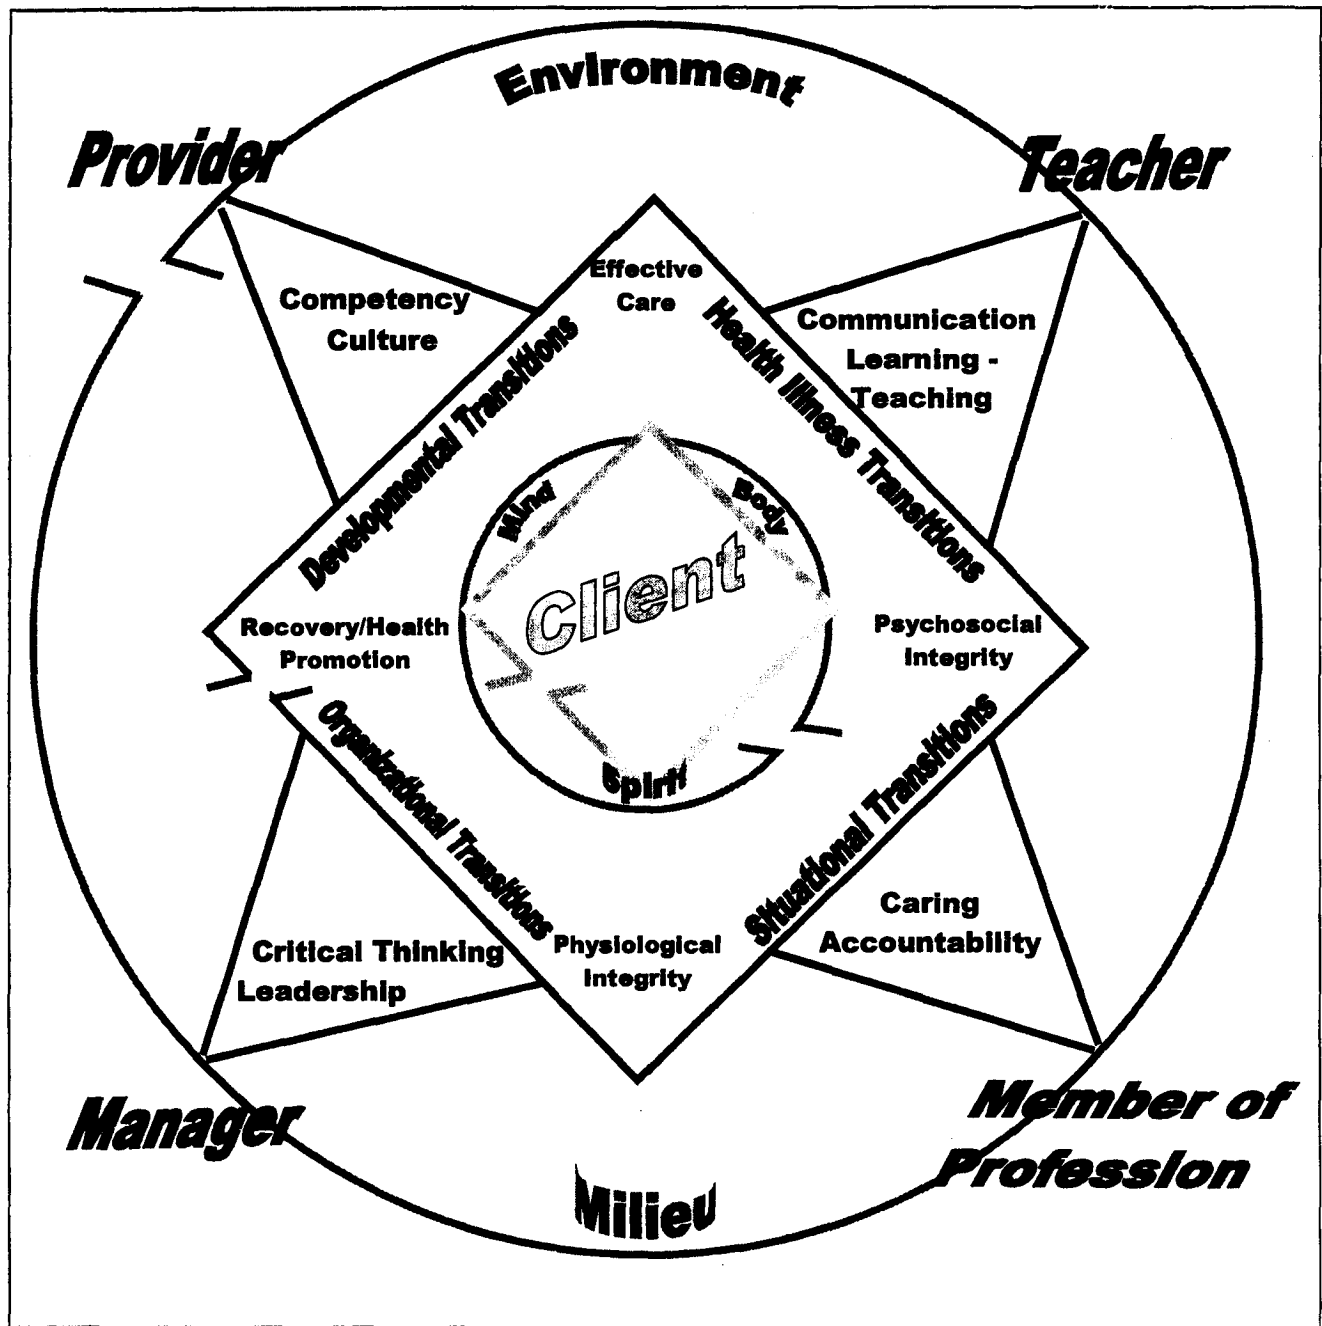 Environment
Provider
Teacher
Effective
Care
Competency
Culture
Communication
Learning -
Teaching
Developmental Transitions
Health Illness Transitions
Mind
Body
Client
Recovery/Health
Promotion
Psychosocial
Integrity
Organizational Transitions
Situational Transitions
Spirit
Critical Thinking
Leadership
Physiological
Integrity
Caring
Accountability
Manager
Member of
Profession
Milieu